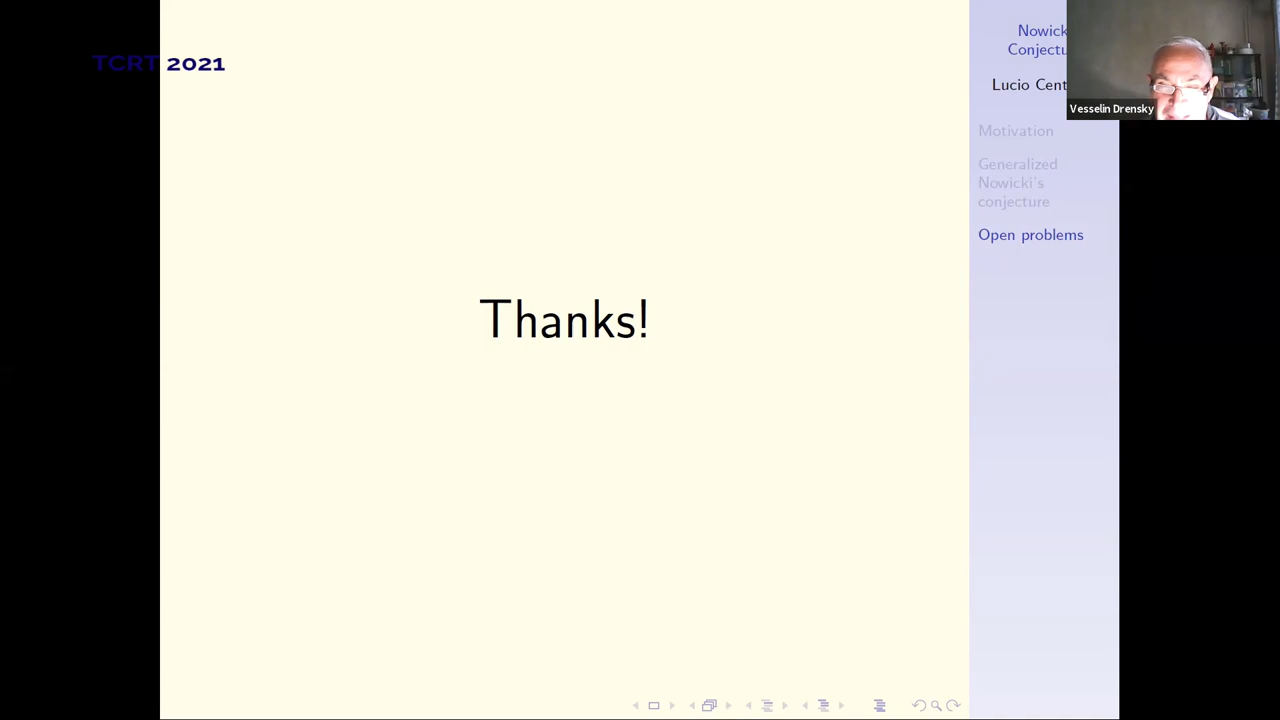 TCRT 2021
Thanks!
Nowick
Conjectu
Lucio Cent
Motivation
Generalized
Nowicki's
conjecture
Open problems
Vesselin Drensky